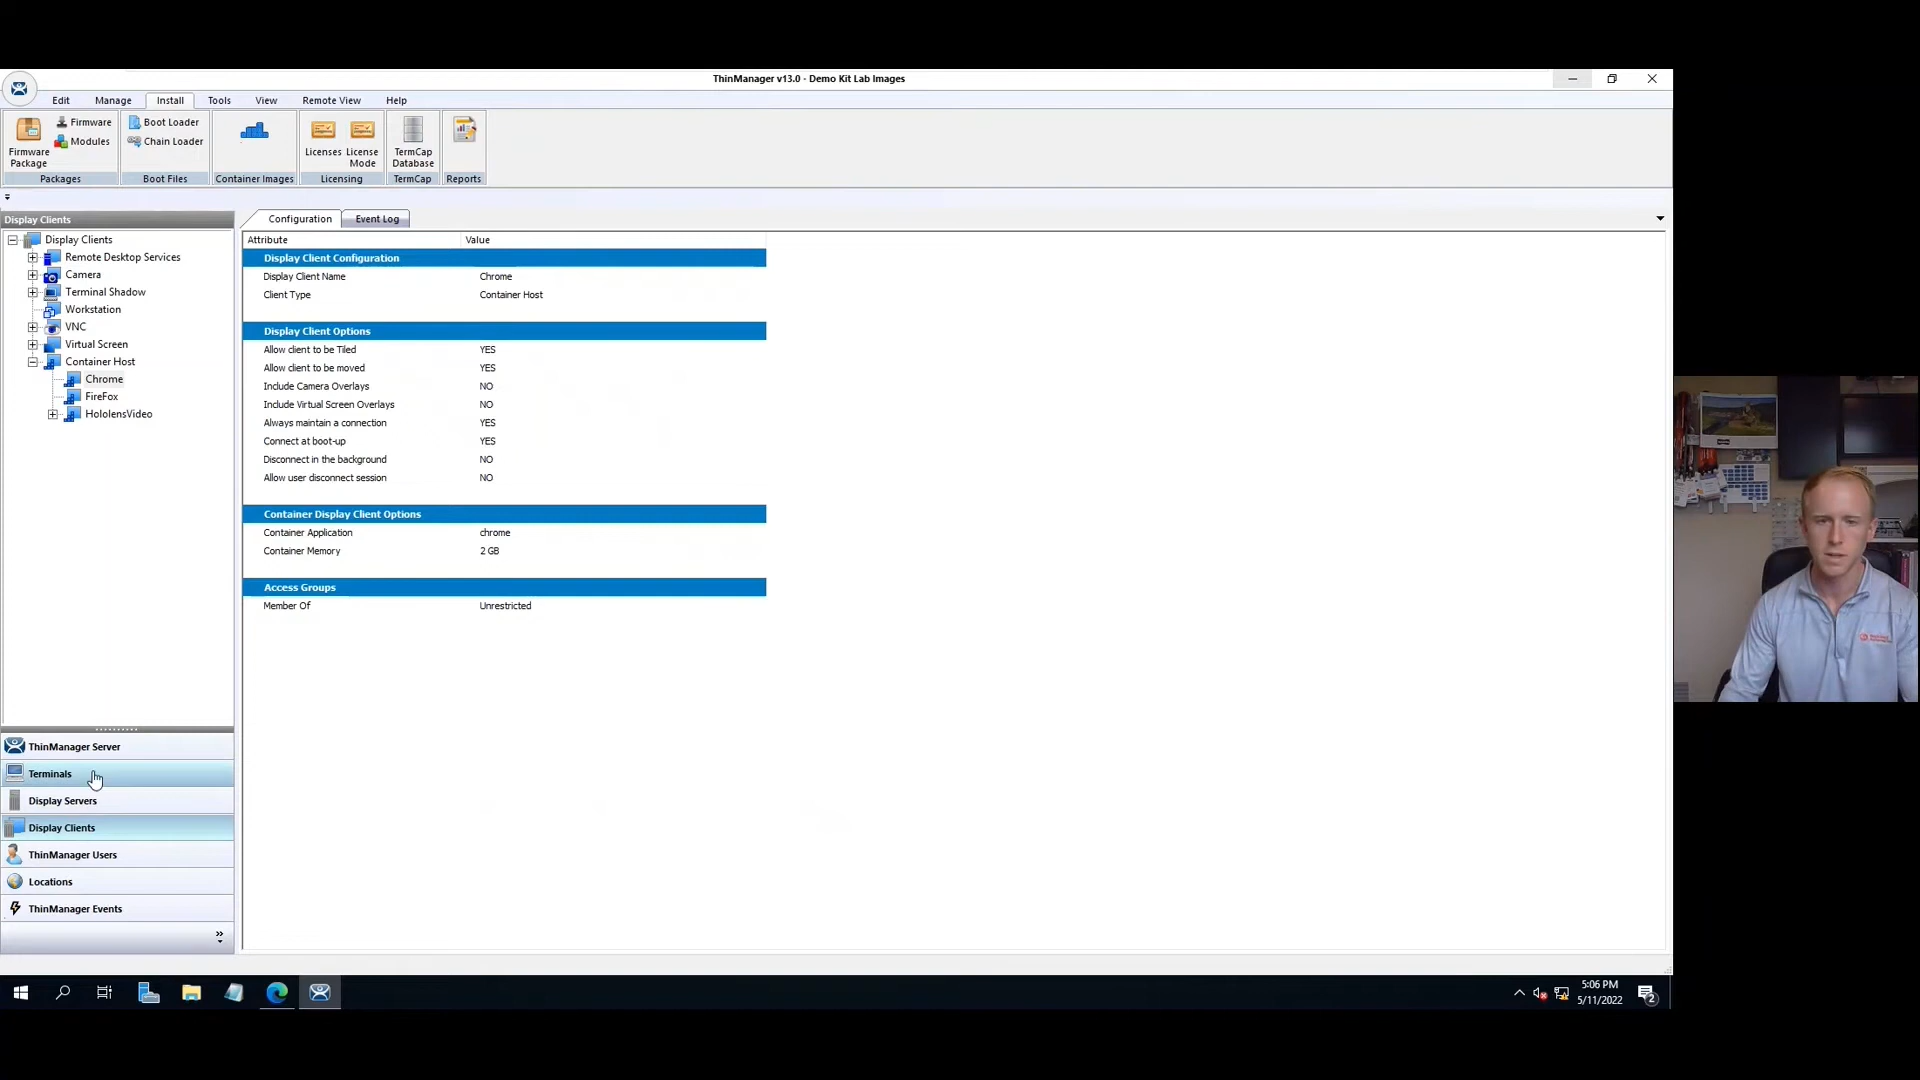 ThinManager v13.0 - Demo Kit Lab Images
Edit Manage Install Tools View Remote View Help
Firmware Package
Firmware
Modules
Packages
Boot Loader
Chain Loader
Boot Files
Container Images
Licenses
License Mode
Licensing
TermCap Database
TermCap
Reports
Display Clients
Display Clients
Remote Desktop Services
Camera
Terminal Shadow
Workstation
VNC
Virtual Screen
Container Host
Chrome
FireFox
HololensVideo
ThinManager Server
Terminals
Display Servers
Display Clients
ThinManager Users
Locations
ThinManager Events
Configuration Event Log
Attribute Value
Display Client Configuration
Display Client Name Chrome
Client Type Container Host
Display Client Options
Allow client to be Tiled YES
Allow client to be moved YES
Include Camera Overlays NO
Include Virtual Screen Overlays NO
Always maintain a connection YES
Connect at boot-up YES
Disconnect in the background NO
Allow user disconnect session NO
Container Display Client Options
Container Application chrome
Container Memory 2 GB
Access Groups
Member Of Unrestricted
5:06 PM
5/11/2022
2